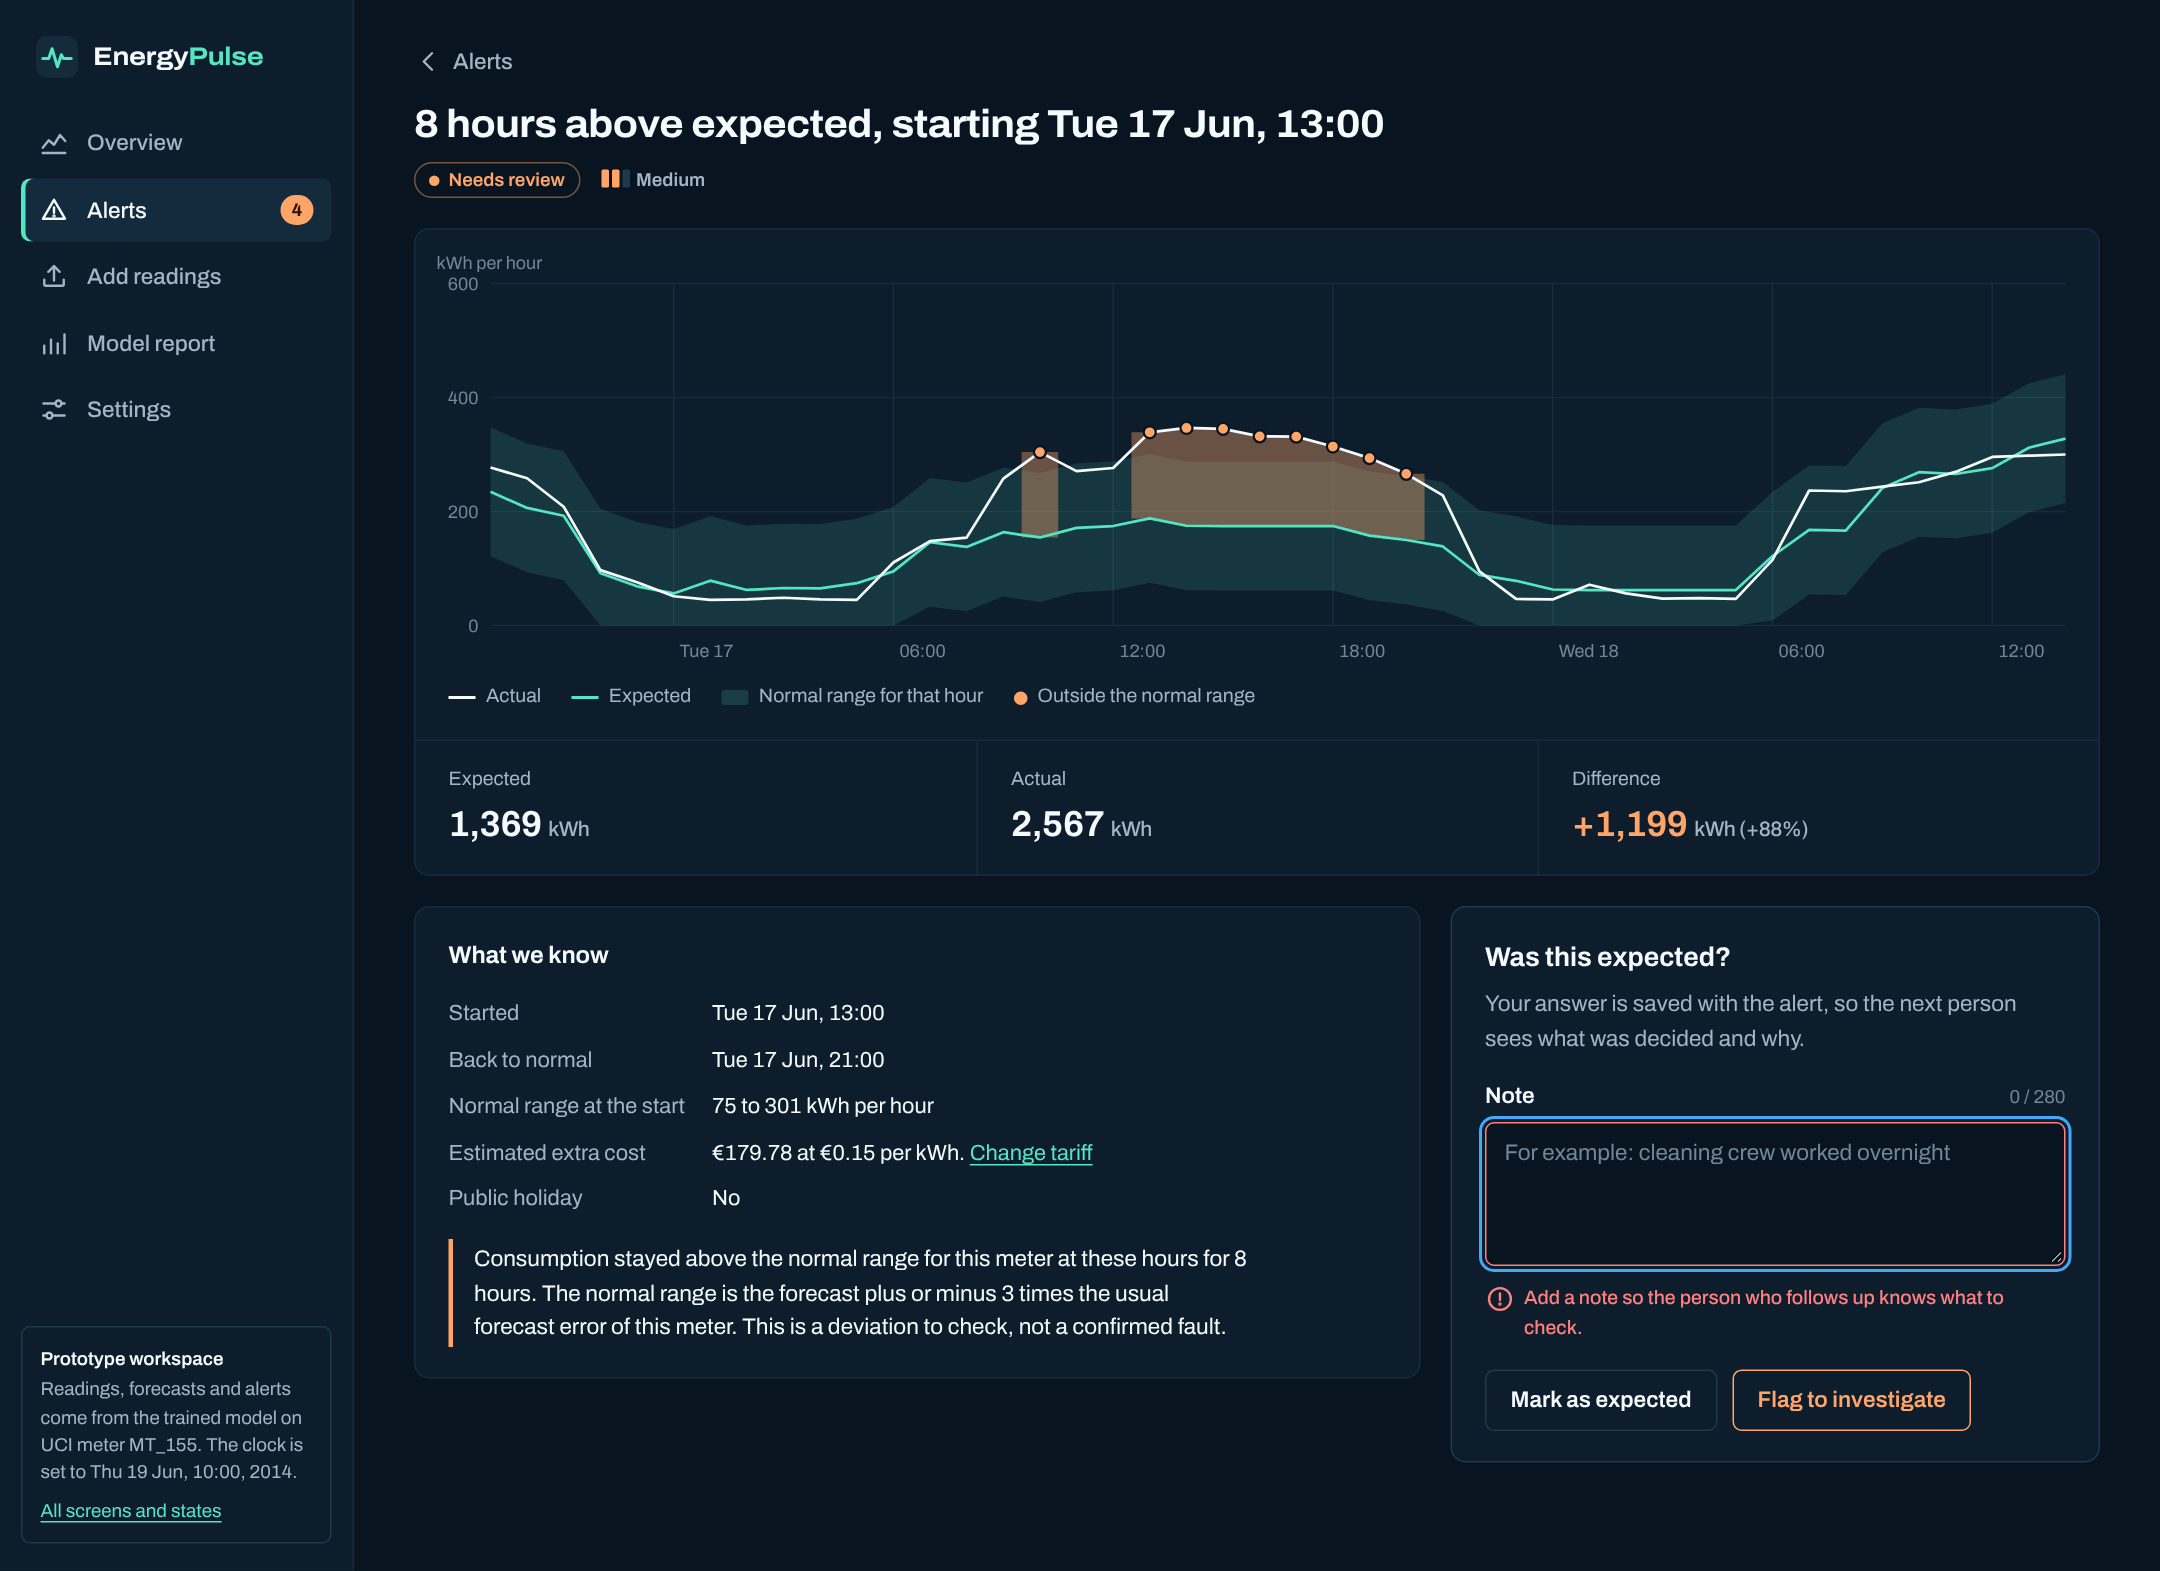 EnergyPulse
Overview
Alerts
4
Add readings
Model report
Settings
Prototype workspace
Readings, forecasts and alerts
come from the trained model on
UCI meter MT_155. The clock is
set to Thu 19 Jun, 10:00, 2014.
All screens and states
Alerts
8 hours above expected, starting Tue 17 Jun, 13:00
Needs review
Medium
kWh per hour
600
400
200
0
Tue 17
06:00
12:00
18:00
Wed 18
06:00
12:00
Actual
Expected
Normal range for that hour
Outside the normal range
Expected
1,369 kWh
Actual
2,567 kWh
Difference
+1,199 kWh (+88%)
What we know
Started
Tue 17 Jun, 13:00
Back to normal
Tue 17 Jun, 21:00
Normal range at the start
75 to 301 kWh per hour
Estimated extra cost
€179.78 at €0.15 per kWh. Change tariff
Public holiday
No
Consumption stayed above the normal range for this meter at these hours for 8
hours. The normal range is the forecast plus or minus 3 times the usual
forecast error of this meter. This is a deviation to check, not a confirmed fault.
Was this expected?
Your answer is saved with the alert, so the next person
sees what was decided and why.
Note
0 / 280
For example: cleaning crew worked overnight
Add a note so the person who follows up knows what to
check.
Mark as expected
Flag to investigate